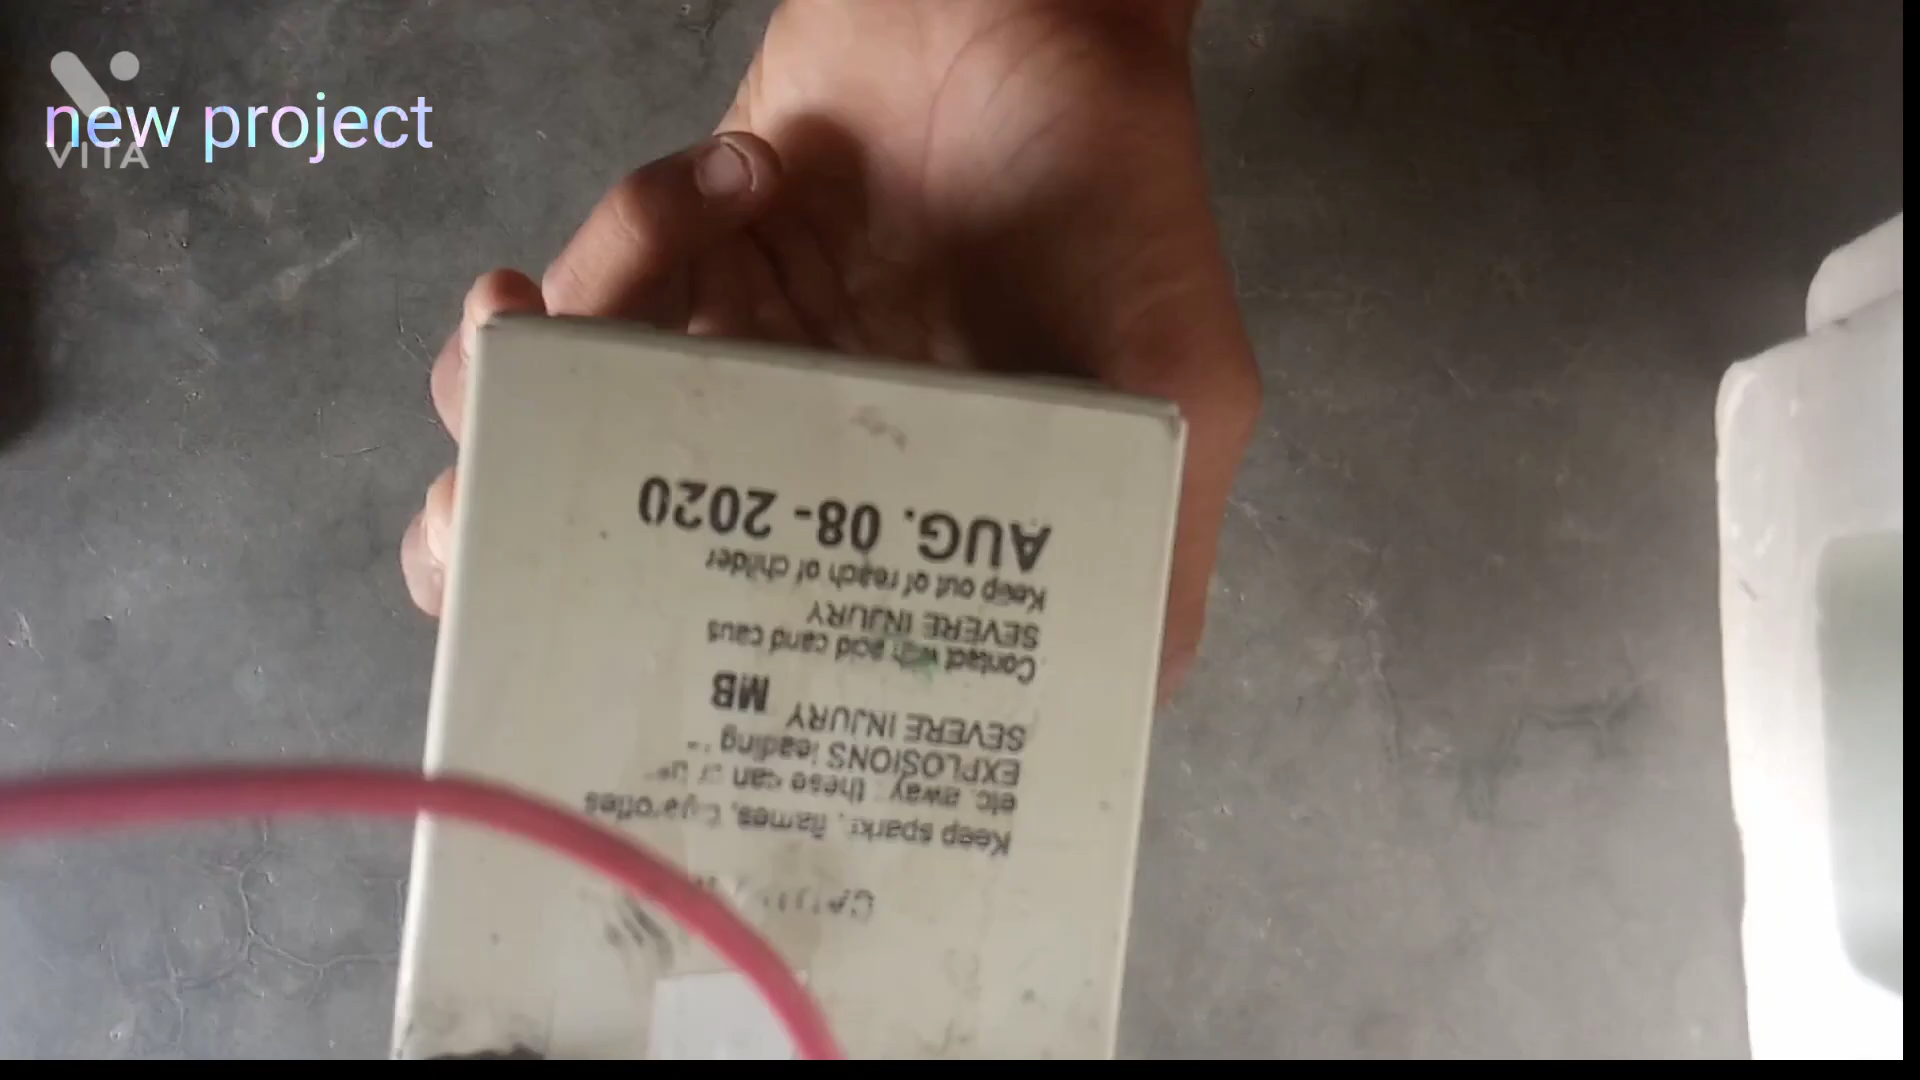 new project
VITA
AUG. 08-2020
Keep out of reach of childer
SEVERE INJURY
Contact with acid cand caus
SEVERE INJURY MB
EXPLOSIONS leading
etc. away these can
Keep spark, flames,